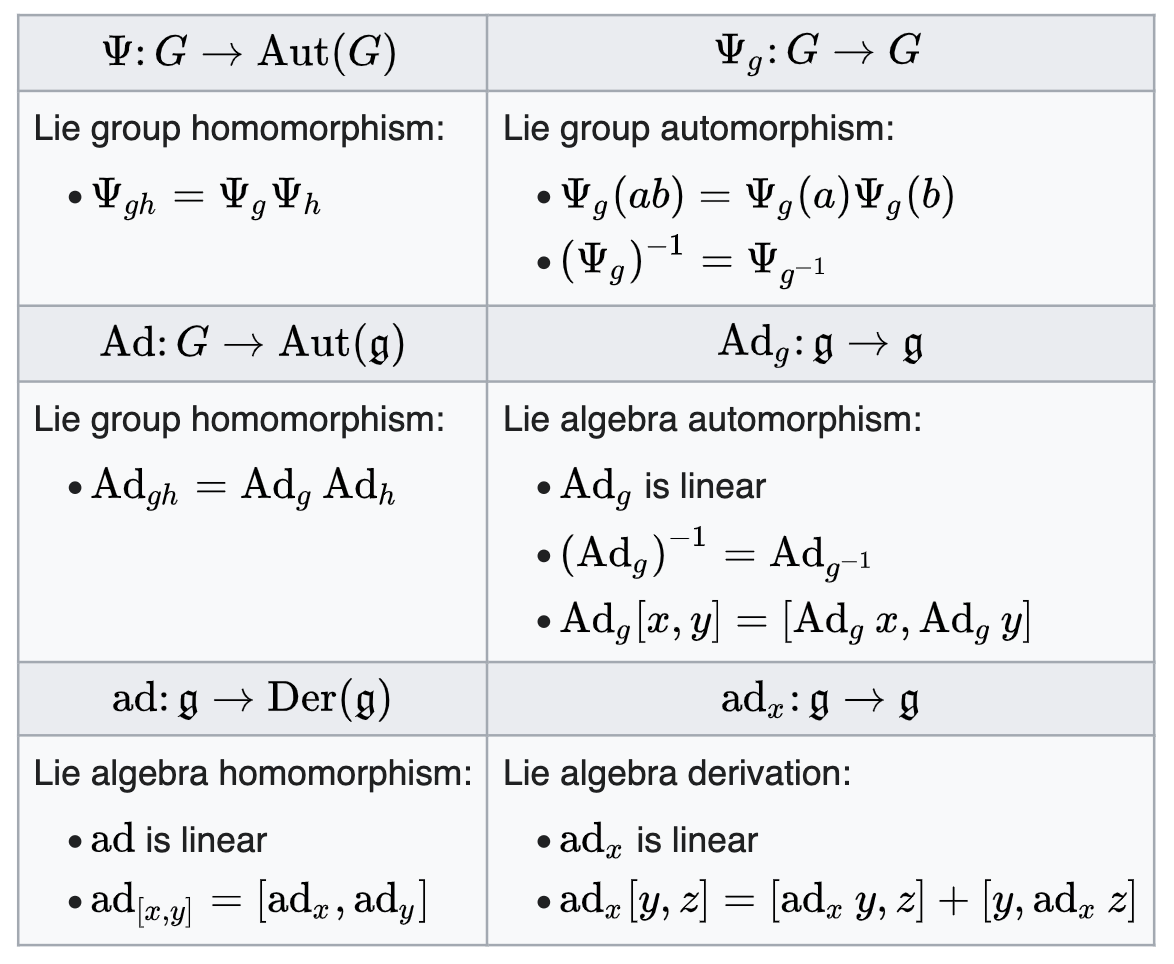 Ψ: G → Aut(G)
Ψ_g: G → G
Lie group homomorphism:
• Ψ_{gh} = Ψ_g Ψ_h
Lie group automorphism:
• Ψ_g(ab) = Ψ_g(a)Ψ_g(b)
• (Ψ_g)^{−1} = Ψ_{g^{−1}}
Ad: G → Aut(𝔤)
Ad_g: 𝔤 → 𝔤
Lie group homomorphism:
• Ad_{gh} = Ad_g Ad_h
Lie algebra automorphism:
• Ad_g is linear
• (Ad_g)^{−1} = Ad_{g^{−1}}
• Ad_g[x, y] = [Ad_g x, Ad_g y]
ad: 𝔤 → Der(𝔤)
ad_x: 𝔤 → 𝔤
Lie algebra homomorphism:
• ad is linear
• ad_{[x,y]} = [ad_x, ad_y]
Lie algebra derivation:
• ad_x is linear
• ad_x[y, z] = [ad_x y, z] + [y, ad_x z]